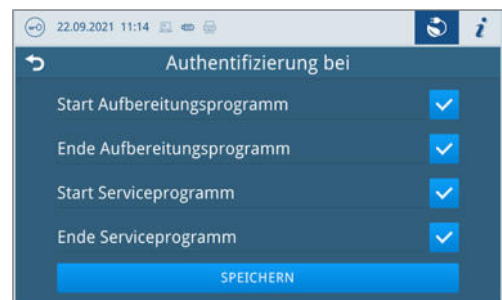 22.09.2021 11:14
i
Authentifizierung bei
Start Aufbereitungsprogramm
Ende Aufbereitungsprogramm
Start Serviceprogramm
Ende Serviceprogramm
SPEICHERN